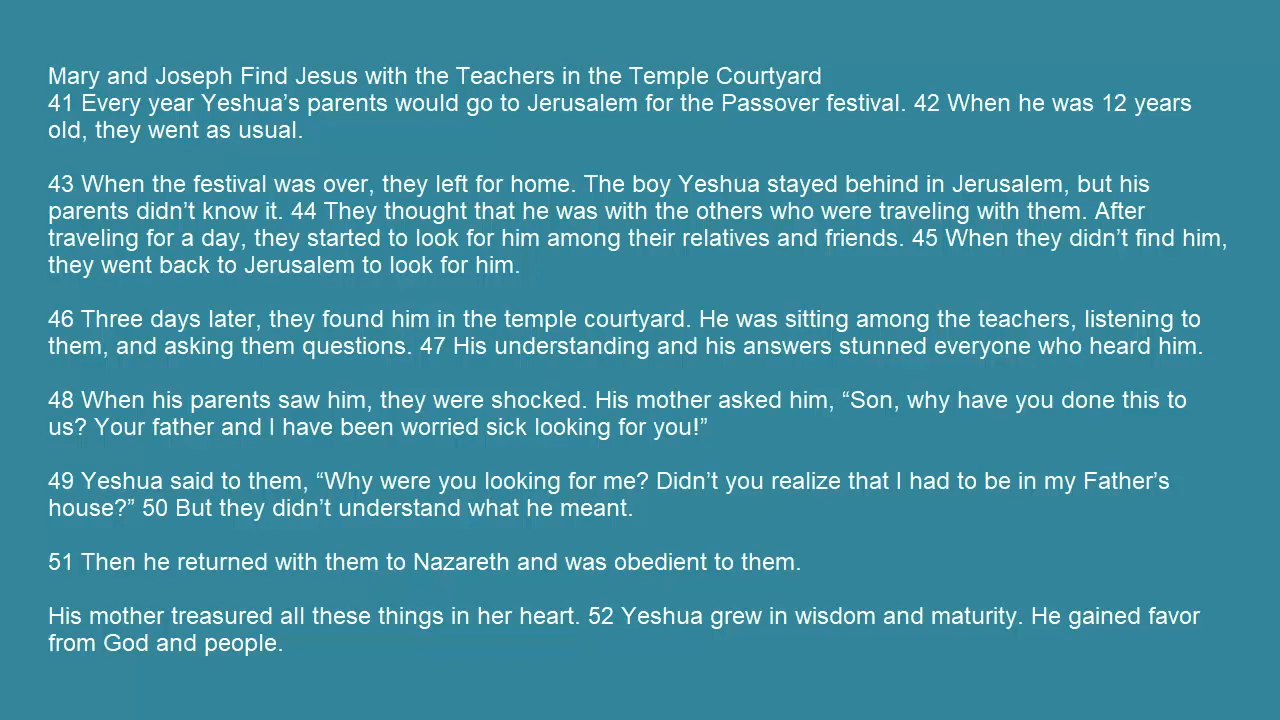 Mary and Joseph Find Jesus with the Teachers in the Temple Courtyard
41 Every year Yeshua’s parents would go to Jerusalem for the Passover festival. 42 When he was 12 years
old, they went as usual.
43 When the festival was over, they left for home. The boy Yeshua stayed behind in Jerusalem, but his
parents didn’t know it. 44 They thought that he was with the others who were traveling with them. After
traveling for a day, they started to look for him among their relatives and friends. 45 When they didn’t find him,
they went back to Jerusalem to look for him.
46 Three days later, they found him in the temple courtyard. He was sitting among the teachers, listening to
them, and asking them questions. 47 His understanding and his answers stunned everyone who heard him.
48 When his parents saw him, they were shocked. His mother asked him, “Son, why have you done this to
us? Your father and I have been worried sick looking for you!”
49 Yeshua said to them, “Why were you looking for me? Didn’t you realize that I had to be in my Father’s
house?” 50 But they didn’t understand what he meant.
51 Then he returned with them to Nazareth and was obedient to them.
His mother treasured all these things in her heart. 52 Yeshua grew in wisdom and maturity. He gained favor
from God and people.